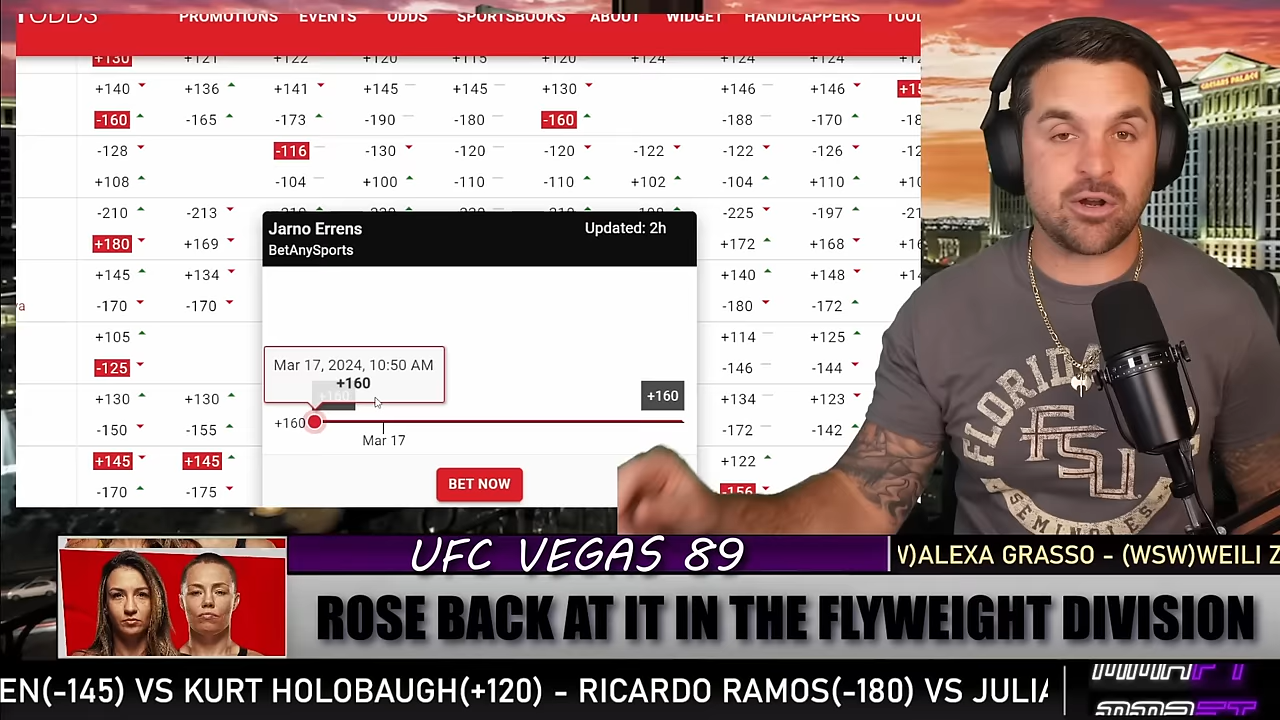 PROMOTIONS EVENTS ODDS SPORTSBOOKS ABOUT WIDGET HANDICAPPERS
+130 +121 +122 +120 +115 +120 +124 +124 +124
+140 +136 +141 +145 +145 +130 +146 +146
-160 -165 -173 -190 -180 -160 -188 -170
-128 -116 -130 -120 -120 -122 -122 -126
+108 -104 +100 -110 -110 +102 -104 +110
-210 -213 -225 -197
+180 +169 +172 +168
+145 +134 +140 +148
-170 -170 -180 -172
+105 +114 +125
-125 -146 -144
+130 +130 +134 +123
-150 -155 -172 -142
+145 +145 +122
-170 -175 -156
Jarno Errens Updated: 2h
BetAnySports
Mar 17, 2024, 10:50 AM
+160
+160 +160
+160
Mar 17
BET NOW
CAESARS PALACE
FLORIDA
FSU
SEMINOLES
UFC VEGAS 89
V)ALEXA GRASSO - (WSW)WEILI Z
ROSE BACK AT IT IN THE FLYWEIGHT DIVISION
EN(-145) VS KURT HOLOBAUGH(+120) - RICARDO RAMOS(-180) VS JULIA